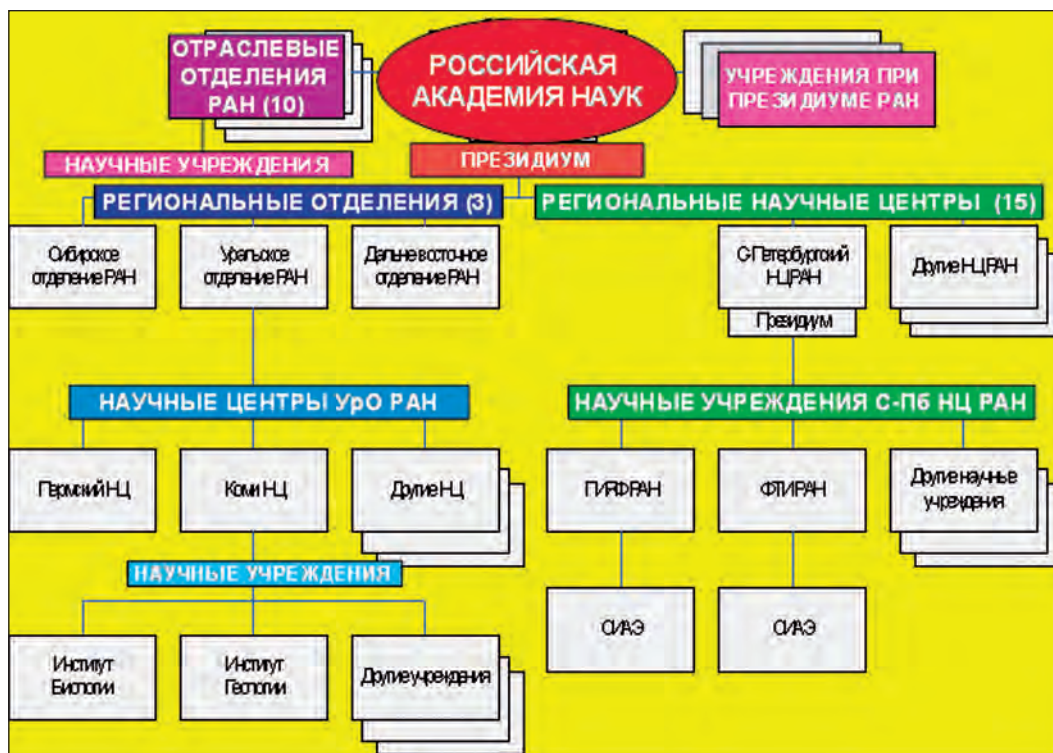 ОТРАСЛЕВЫЕ
ОТДЕЛЕНИЯ
РАН (10)
РОССИЙСКАЯ
АКАДЕМИЯ НАУК
УЧРЕЖДЕНИЯ ПРИ
ПРЕЗИДИУМЕ РАН
НАУЧНЫЕ УЧРЕЖДЕНИЯ
ПРЕЗИДИУМ
РЕГИОНАЛЬНЫЕ ОТДЕЛЕНИЯ (3)
РЕГИОНАЛЬНЫЕ НАУЧНЫЕ ЦЕНТРЫ (15)
Сибирское
отделение РАН
Уральское
отделение РАН
Дальневосточное
отделение РАН
С-Петербургский
НЦ РАН
Президиум
Другие НЦ РАН
НАУЧНЫЕ ЦЕНТРЫ УрО РАН
НАУЧНЫЕ УЧРЕЖДЕНИЯ С-Пб НЦ РАН
Пермский НЦ
Коми НЦ
Другие НЦ
ПИЯФ РАН
ФТИ РАН
Другие научные
учреждения
НАУЧНЫЕ УЧРЕЖДЕНИЯ
СИАЭ
СИАЭ
Институт
Биологии
Институт
Геологии
Другие учреждения